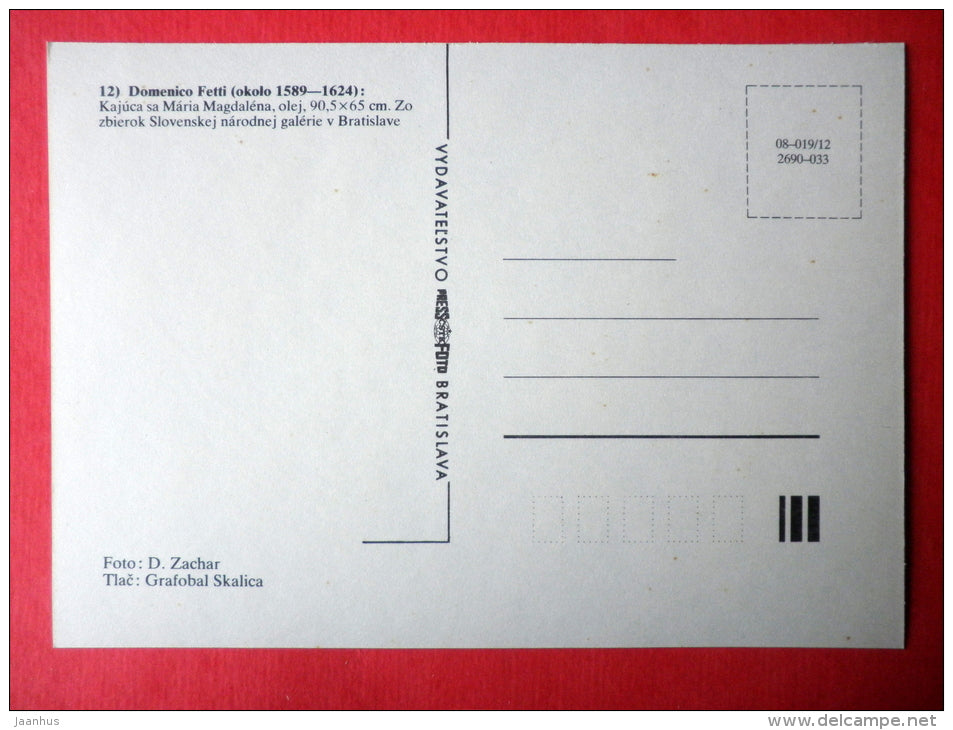 12) Domenico Fetti (okolo 1589—1624):
Kajúca sa Mária Magdaléna, olej, 90,5×65 cm. Zo
zbierok Slovenskej národnej galérie v Bratislave
VYDAVATEĽSTVO PRESSFOTO BRATISLAVA
08–019/12
2690–033
Foto: D. Zachar
Tlač: Grafobal Skalica
Jaanhus
www.delcampe.net